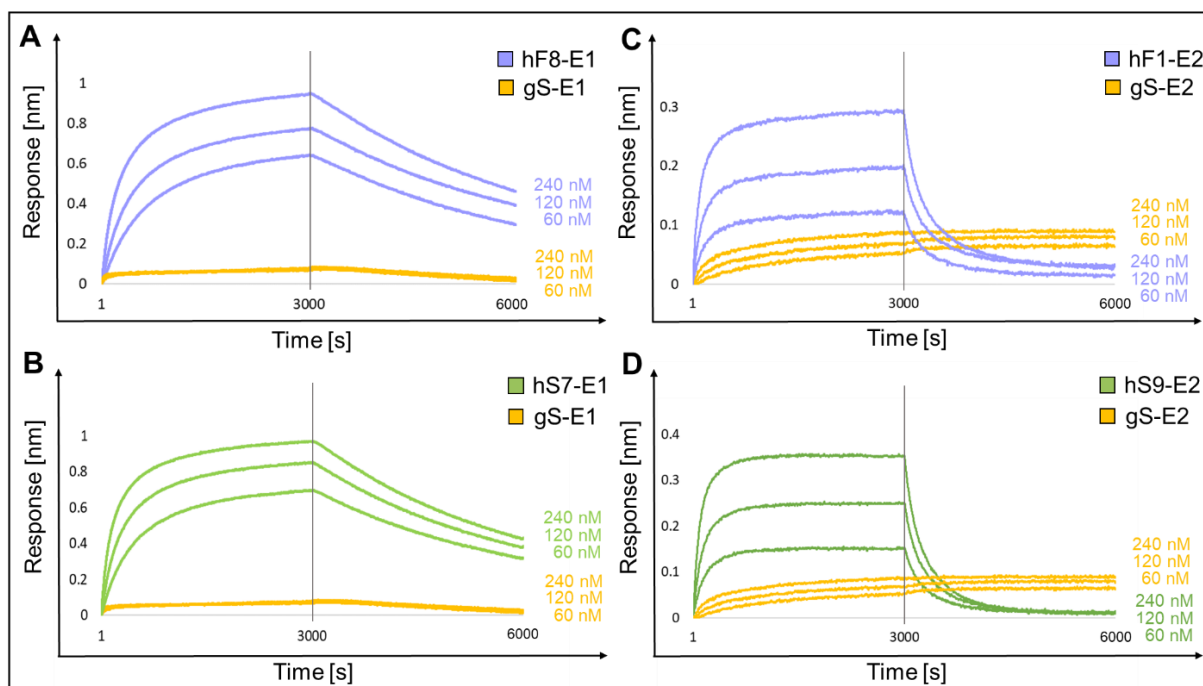 A
hF8-E1
gS-E1
Response [nm]
1
0.8
0.6
0.4
0.2
0
240 nM
120 nM
60 nM
240 nM
120 nM
60 nM
1
3000
6000
Time [s]
C
hF1-E2
gS-E2
Response [nm]
0.3
0.2
0.1
0
240 nM
120 nM
60 nM
240 nM
120 nM
60 nM
1
3000
6000
Time [s]
B
hS7-E1
gS-E1
Response [nm]
1
0.8
0.6
0.4
0.2
0
240 nM
120 nM
60 nM
240 nM
120 nM
60 nM
1
3000
6000
Time [s]
D
hS9-E2
gS-E2
Response [nm]
0.4
0.3
0.2
0.1
0
240 nM
120 nM
60 nM
240 nM
120 nM
60 nM
1
3000
6000
Time [s]